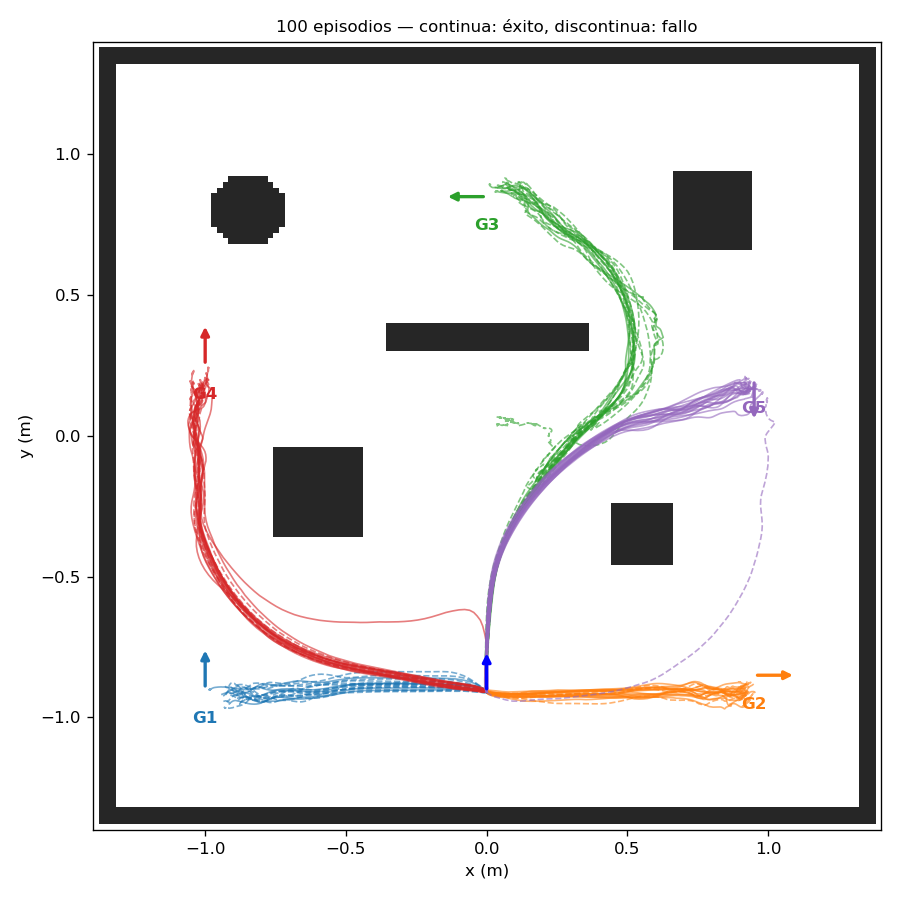 100 episodios — continua: éxito, discontinua: fallo
1.0
0.5
0.0
−0.5
−1.0
y (m)
G3
G4
G5
G1
G2
−1.0 −0.5 0.0 0.5 1.0
x (m)